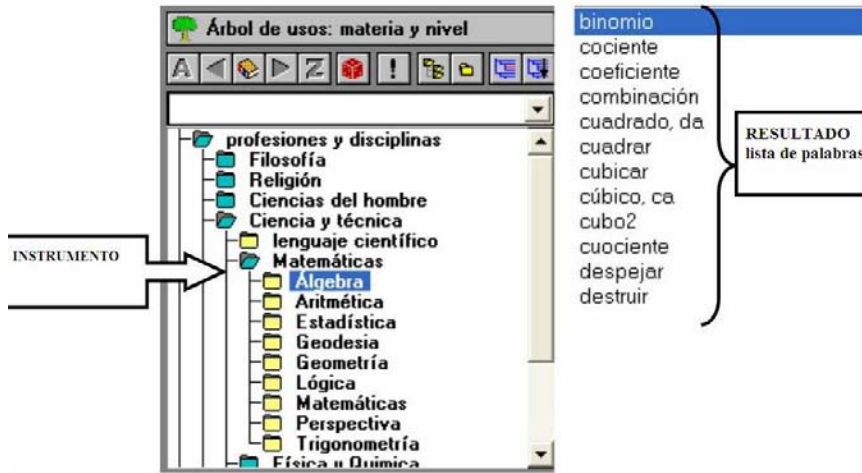 Árbol de usos: materia y nivel
A Z !
profesiones y disciplinas
Filosofía
Religión
Ciencias del hombre
Ciencia y técnica
lenguaje científico
Matemáticas
Álgebra
Aritmética
Estadística
Geodesia
Geometría
Lógica
Matemáticas
Perspectiva
Trigonometría
Física y Química
INSTRUMENTO
binomio
cociente
coeficiente
combinación
cuadrado, da
cuadrar
cubicar
cúbico, ca
cubo2
cuociente
despejar
destruir
RESULTADO
lista de palabras